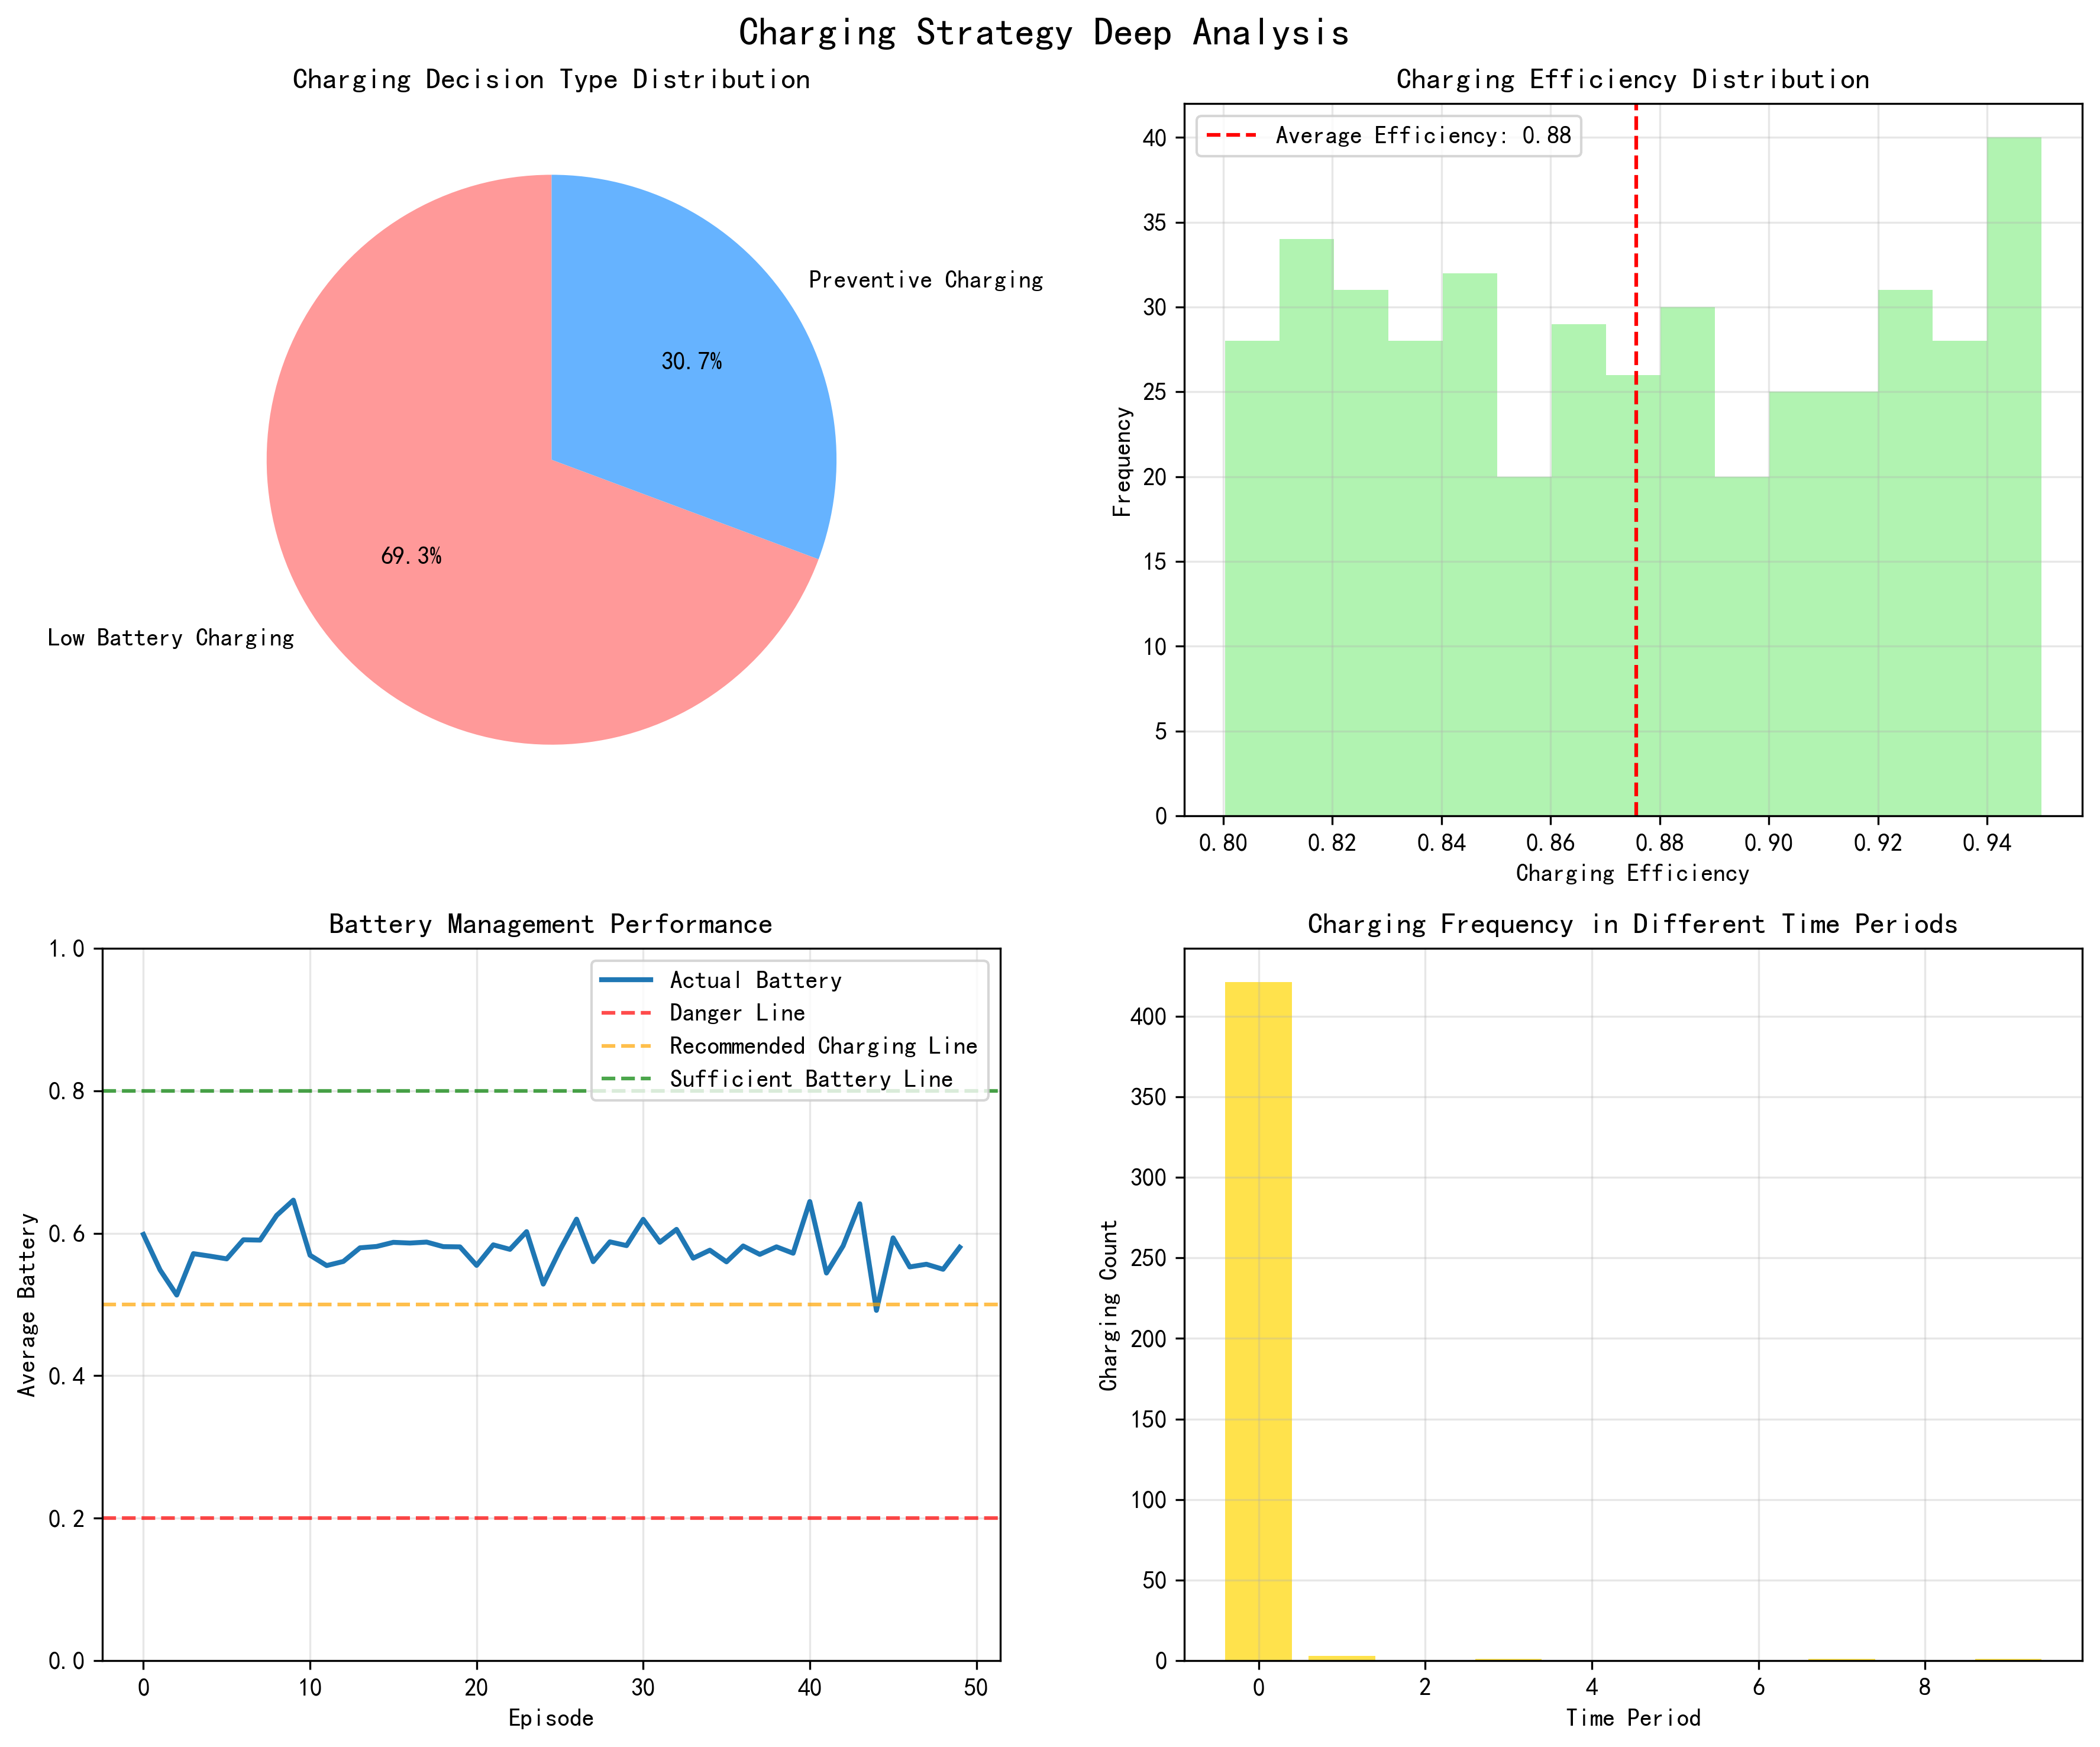 Charging Strategy Deep Analysis
Charging Decision Type Distribution
Preventive Charging
30.7%
69.3%
Low Battery Charging
Charging Efficiency Distribution
Average Efficiency: 0.88
40
35
30
25
20
15
10
5
0
Frequency
0.80 0.82 0.84 0.86 0.88 0.90 0.92 0.94
Charging Efficiency
Battery Management Performance
Actual Battery
Danger Line
Recommended Charging Line
Sufficient Battery Line
1.0
0.8
0.6
0.4
0.2
0.0
Average Battery
0 10 20 30 40 50
Episode
Charging Frequency in Different Time Periods
400
350
300
250
200
150
100
50
0
Charging Count
0 2 4 6 8
Time Period